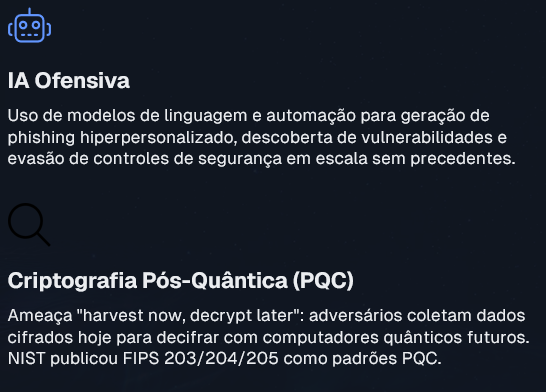 IA Ofensiva
Uso de modelos de linguagem e automação para geração de
phishing hiperpersonalizado, descoberta de vulnerabilidades e
evasão de controles de segurança em escala sem precedentes.
Criptografia Pós-Quântica (PQC)
Ameaça "harvest now, decrypt later": adversários coletam dados
cifrados hoje para decifrar com computadores quânticos futuros.
NIST publicou FIPS 203/204/205 como padrões PQC.